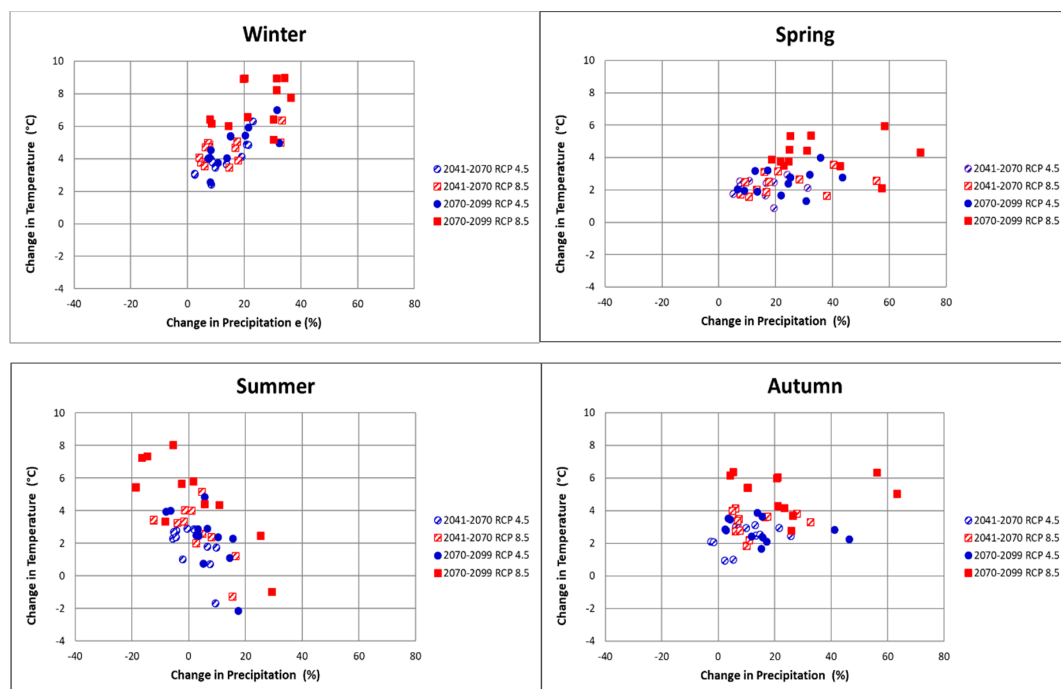 Winter
Change in Temperature (°C)
10
8
6
4
2
0
-2
-4
-40 -20 0 20 40 60 80
Change in Precipitation e (%)
2041-2070 RCP 4.5
2041-2070 RCP 8.5
2070-2099 RCP 4.5
2070-2099 RCP 8.5
Spring
Change in Temperature (°C)
10
8
6
4
2
0
-2
-4
-40 -20 0 20 40 60 80
Change in Precipitation (%)
2041-2070 RCP 4.5
2041-2070 RCP 8.5
2070-2099 RCP 4.5
2070-2099 RCP 8.5
Summer
Change in Temperature (°C)
10
8
6
4
2
0
-2
-4
-40 -20 0 20 40 60 80
Change in Precipitation (%)
2041-2070 RCP 4.5
2041-2070 RCP 8.5
2070-2099 RCP 4.5
2070-2099 RCP 8.5
Autumn
Change in Temperature (°C)
10
8
6
4
2
0
-2
-4
-40 -20 0 20 40 60 80
Change in Precipitation (%)
2041-2070 RCP 4.5
2041-2070 RCP 8.5
2070-2099 RCP 4.5
2070-2099 RCP 8.5